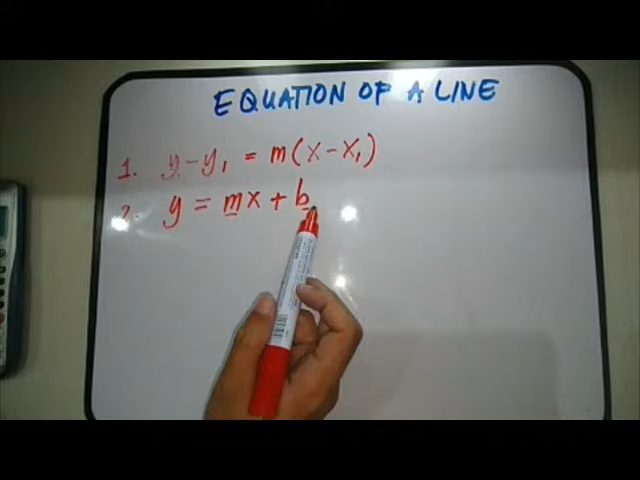 EQUATION OF A LINE
1. y - y₁ = m(x - x₁)
2. y = mx + b